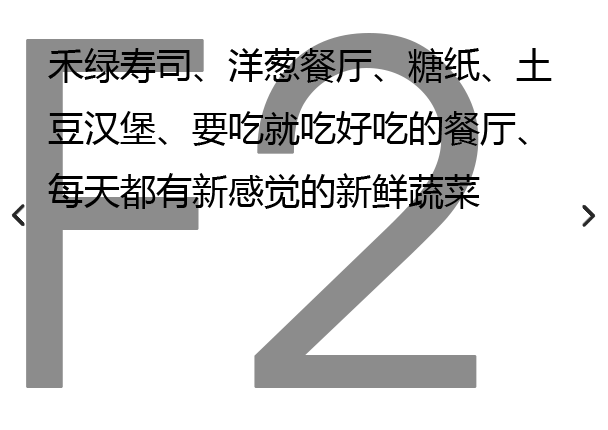 F2
禾绿寿司、洋葱餐厅、糖纸、土
豆汉堡、要吃就吃好吃的餐厅、
每天都有新感觉的新鲜蔬菜